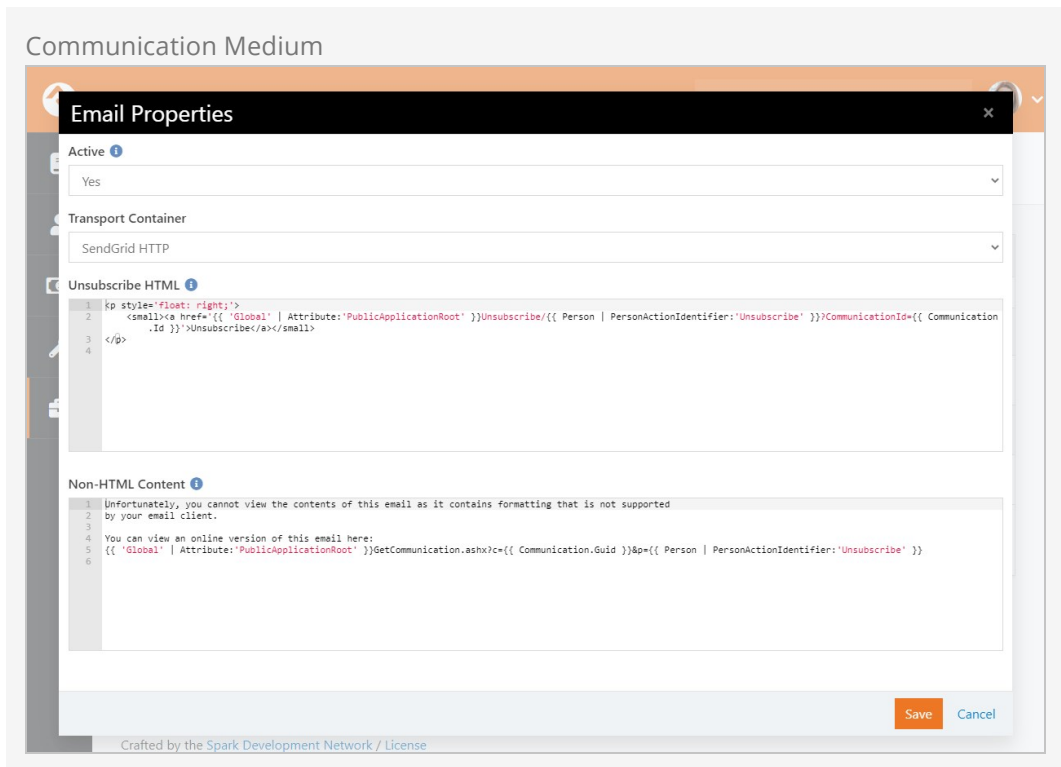 Communication Medium
Email Properties ×
Active
Yes
Transport Container
SendGrid HTTP
Unsubscribe HTML
1 <p style='float: right;'>
2 <small><a href='{{ 'Global' | Attribute:'PublicApplicationRoot' }}Unsubscribe/{{ Person | PersonActionIdentifier:'Unsubscribe' }}?CommunicationId={{ Communication
.Id }}'>Unsubscribe</a></small>
3 </p>
4
Non-HTML Content
1 Unfortunately, you cannot view the contents of this email as it contains formatting that is not supported
2 by your email client.
3
4 You can view an online version of this email here:
5 {{ 'Global' | Attribute:'PublicApplicationRoot' }}GetCommunication.ashx?c={{ Communication.Guid }}&p={{ Person | PersonActionIdentifier:'Unsubscribe' }}
6
Save Cancel
Crafted by the Spark Development Network / License